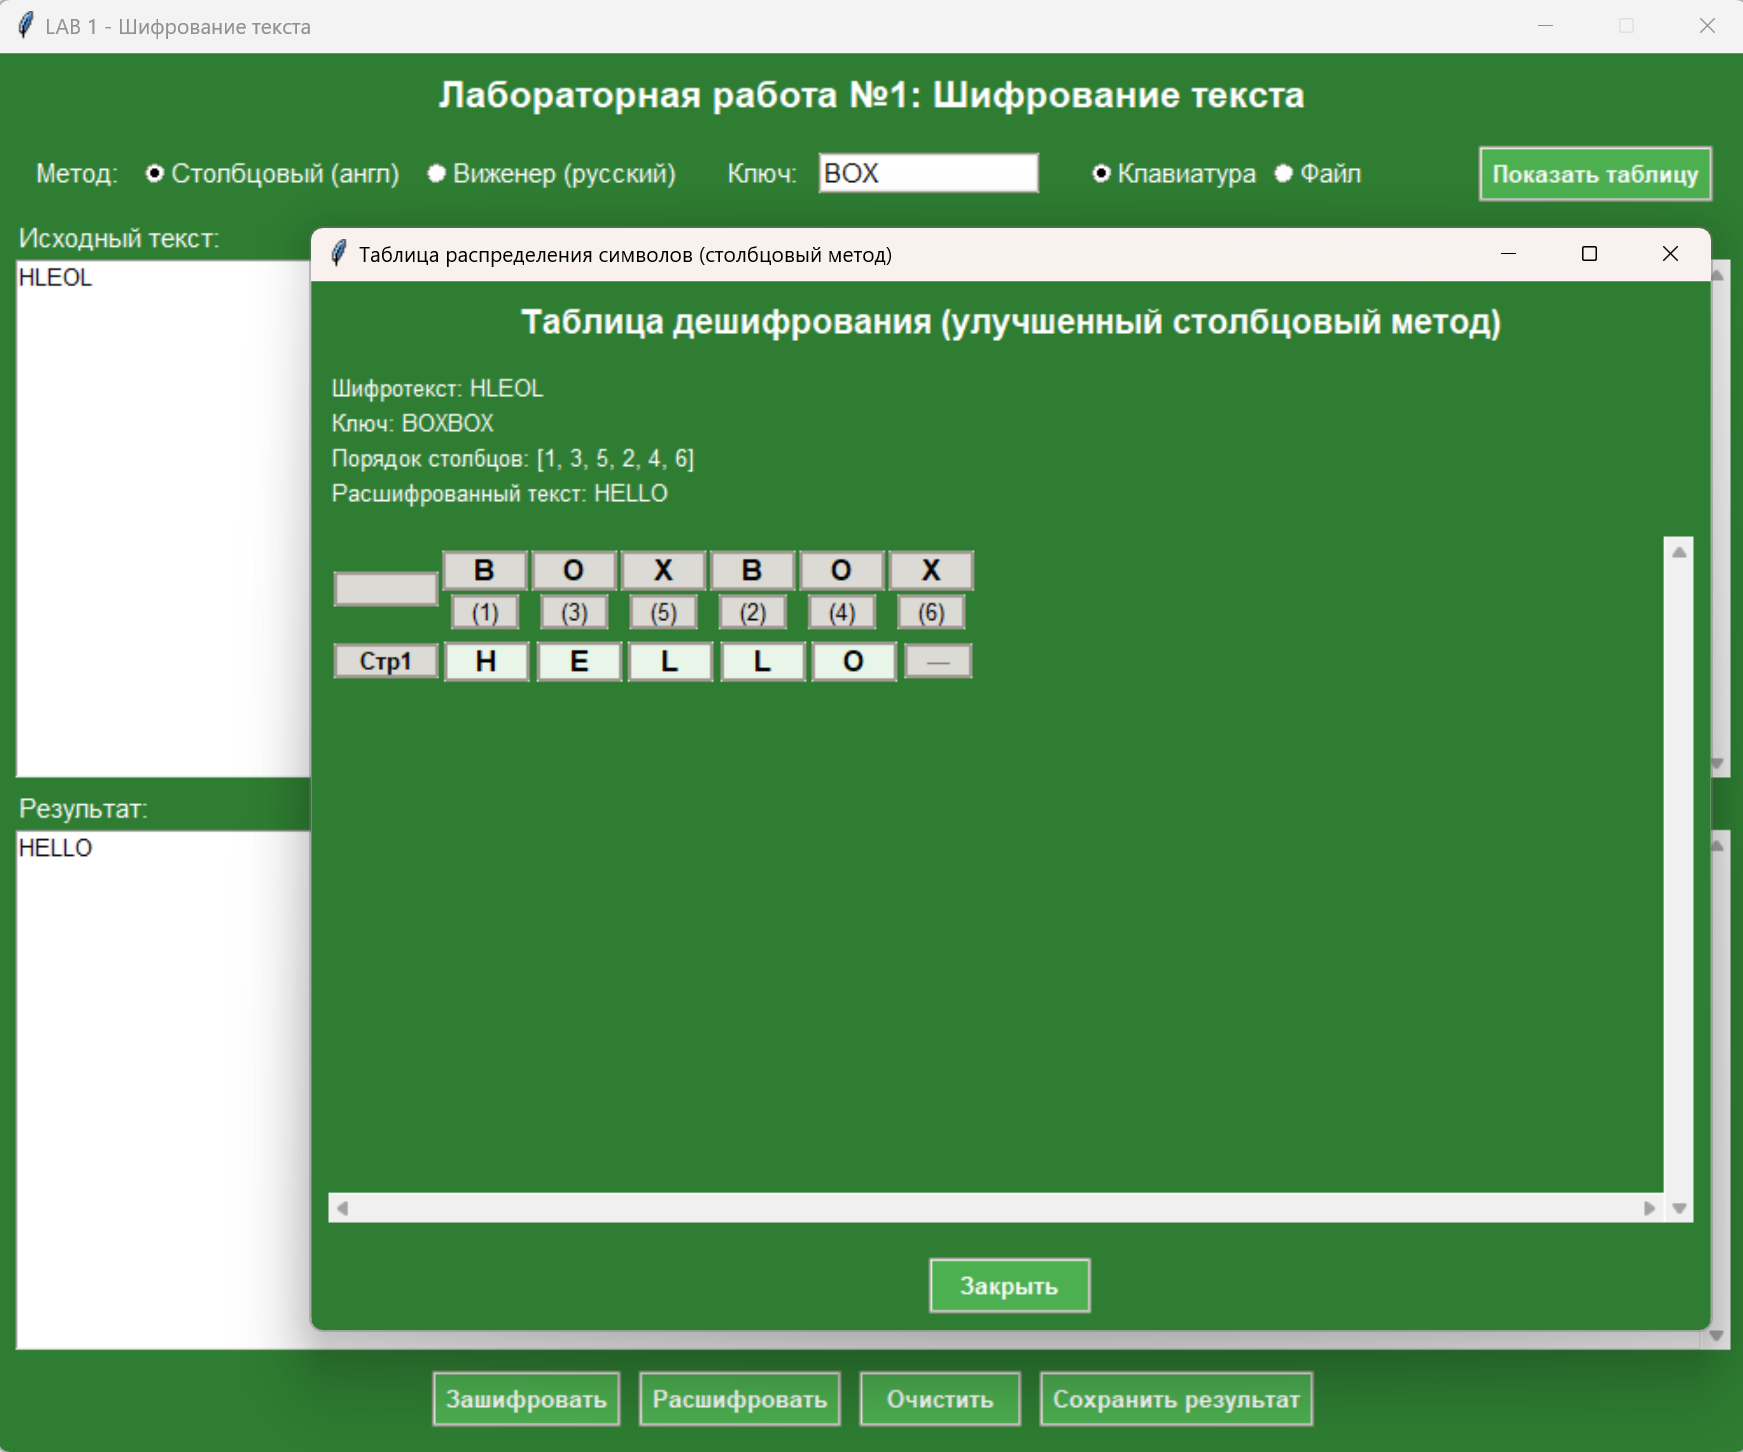 LAB 1 - Шифрование текста
Лабораторная работа №1: Шифрование текста
Метод: Столбцовый (англ) Виженер (русский) Ключ: BOX Клавиатура Файл Показать таблицу
Исходный текст:
HLEOL
Таблица распределения символов (столбцовый метод)
Таблица дешифрования (улучшенный столбцовый метод)
Шифротекст: HLEOL
Ключ: BOXBOX
Порядок столбцов: [1, 3, 5, 2, 4, 6]
Расшифрованный текст: HELLO
B O X B O X
(1) (3) (5) (2) (4) (6)
Стр1 H E L L O —
Закрыть
Результат:
HELLO
Зашифровать Расшифровать Очистить Сохранить результат